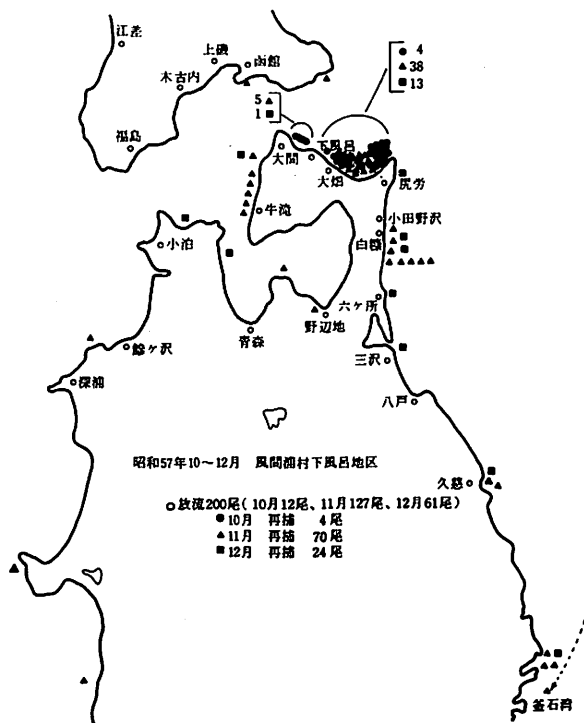 江差
上磯
函館
木古内
福島
4
38
13
5
1
下風呂
大間
大畑
尻労
牛滝
小田野沢
白糠
小泊
六ヶ所
野辺地
青森
三沢
鰺ヶ沢
深浦
八戸
昭和57年10～12月　風間浦村下風呂地区
久慈
放流200尾(10月12尾、11月127尾、12月61尾)
10月　再捕　4尾
11月　再捕　70尾
12月　再捕　24尾
釜石湾